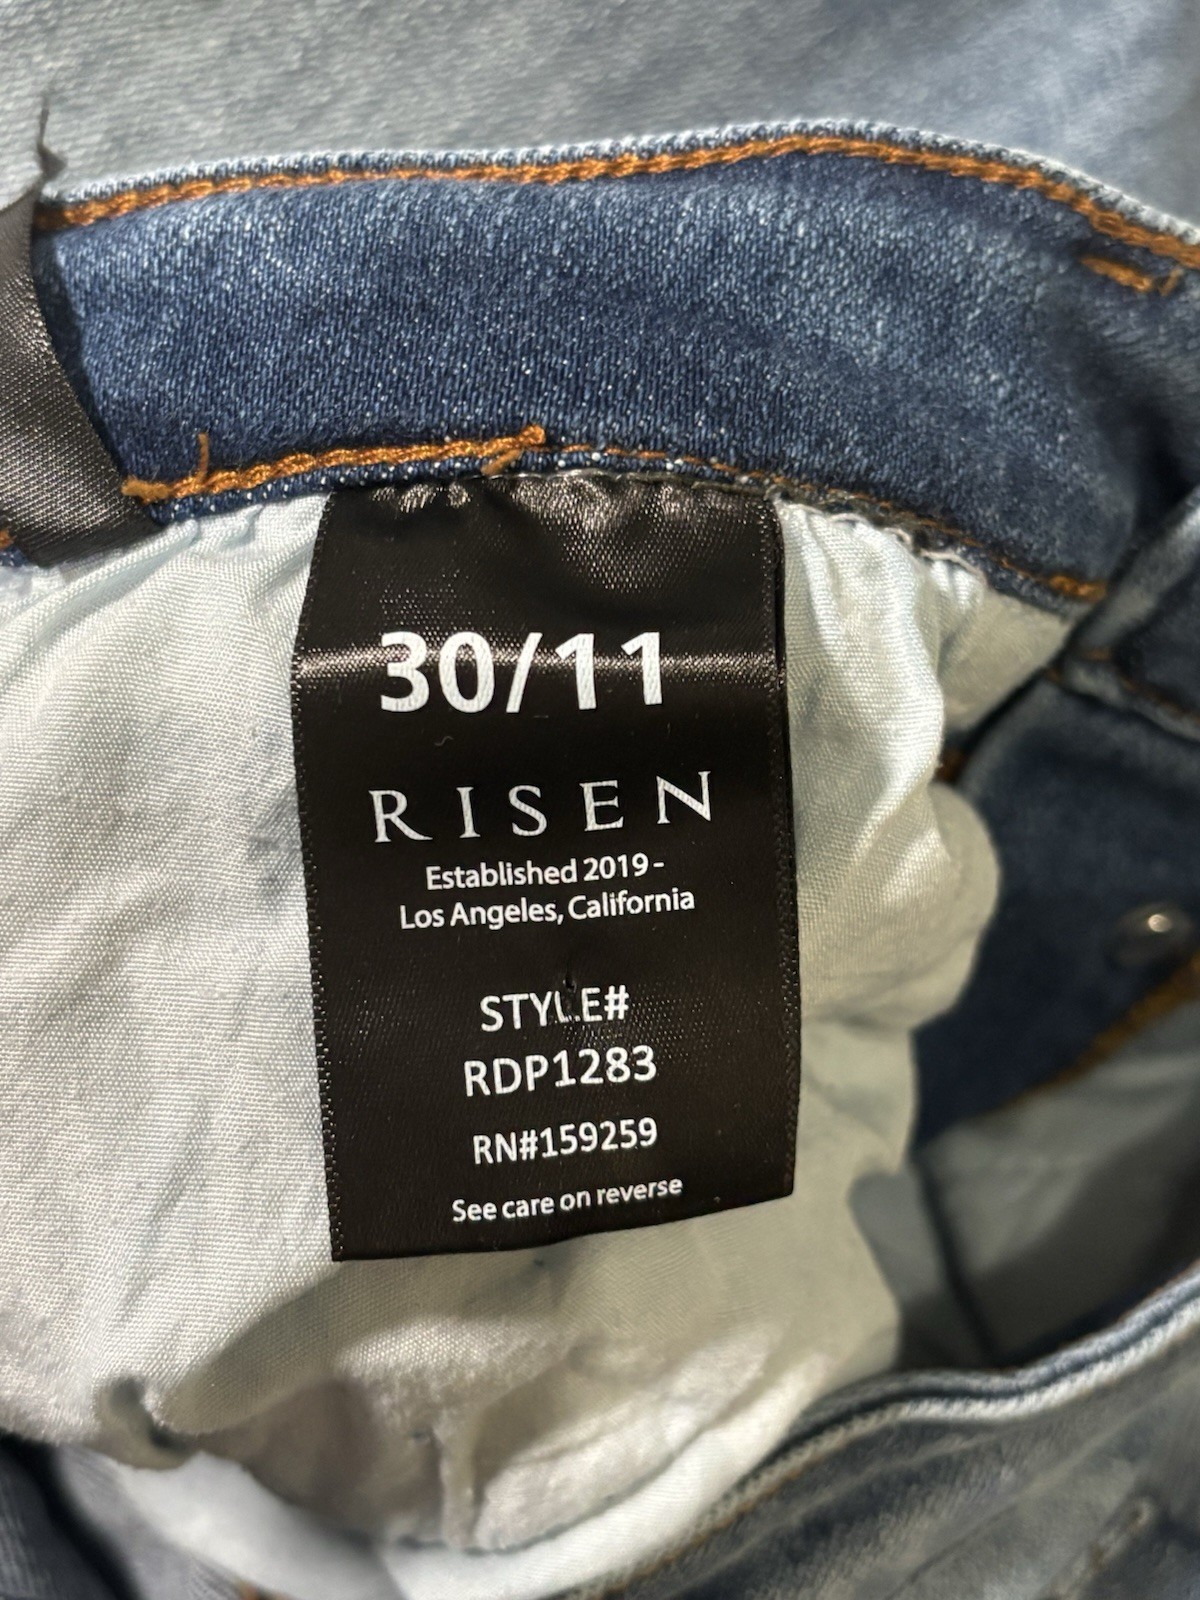 30/11
RISEN
Established 2019 -
Los Angeles, California
STYLE#
RDP1283
RN#159259
See care on reverse